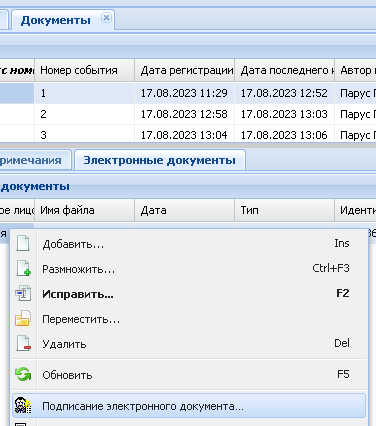 Документы
Номер события Дата регистрации Дата последнего Автор
1 17.08.2023 11:29 17.08.2023 12:52 Парус
2 17.08.2023 12:58 17.08.2023 13:03 Парус
3 17.08.2023 13:04 17.08.2023 13:06 Парус
римечания Электронные документы
документы
ое лицо Имя файла Дата Тип Иденти
Добавить... Ins
Размножить... Ctrl+F3
Исправить... F2
Переместить...
Удалить Del
Обновить F5
Подписание электронного документа...